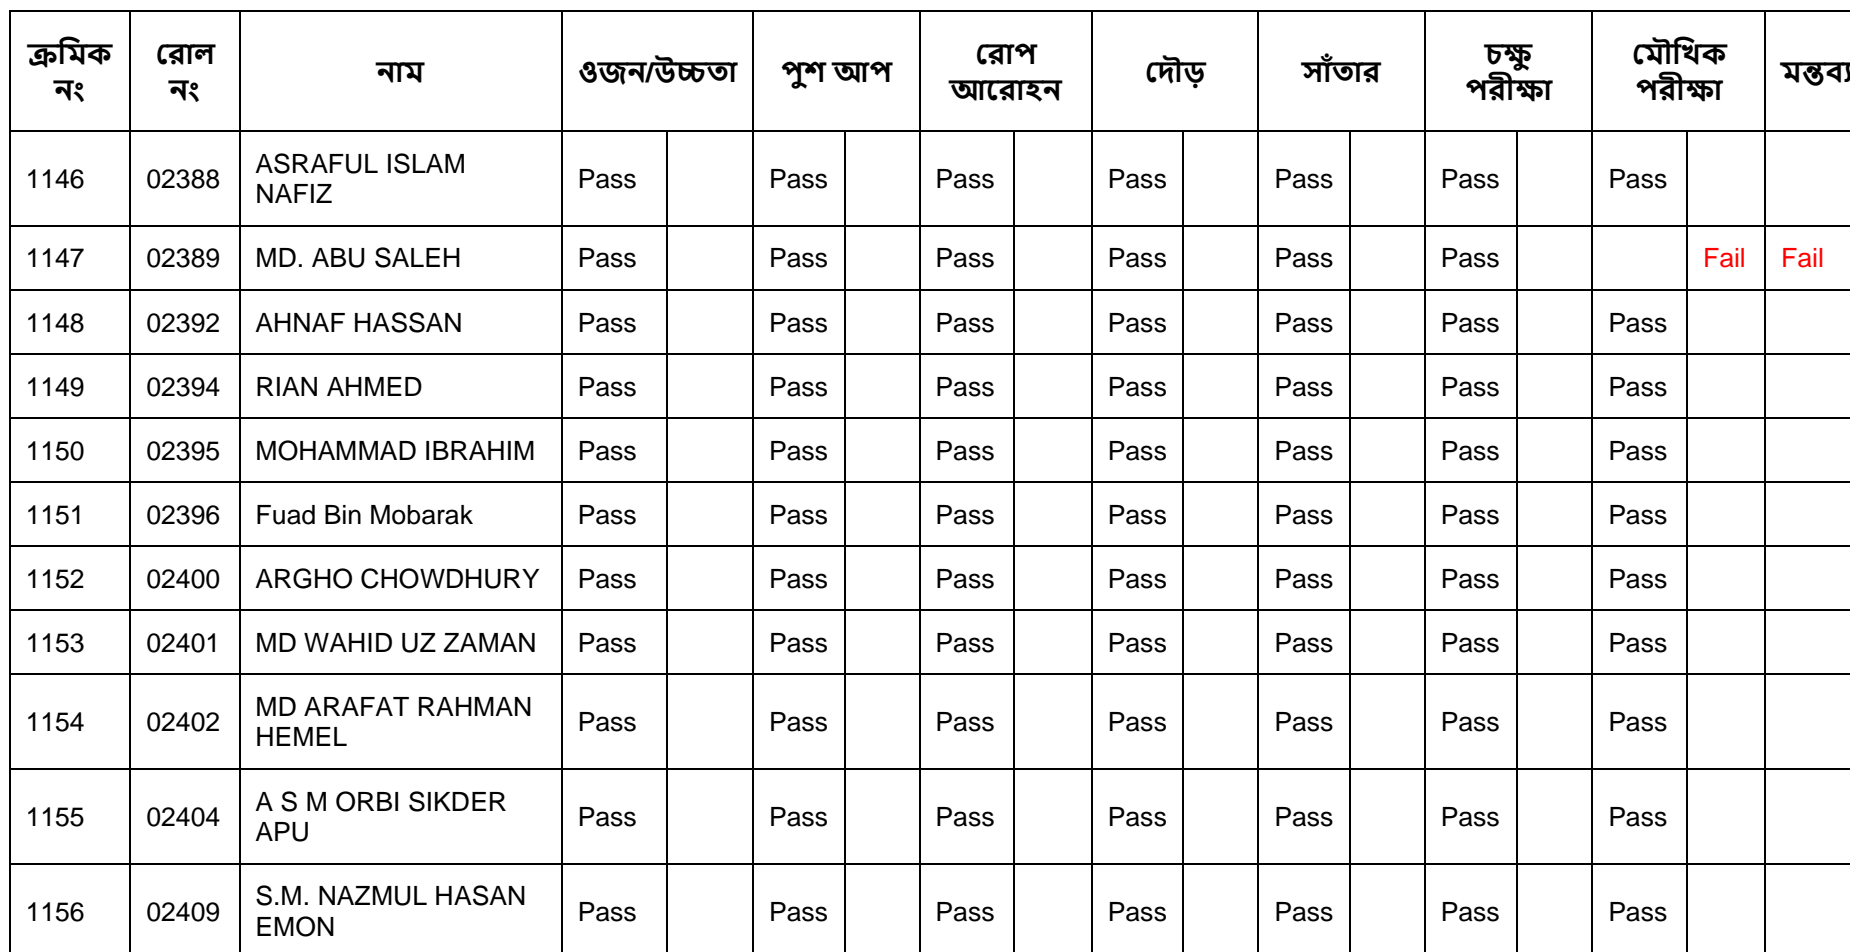 ক্রমিক নং রোল নং নাম ওজন/উচ্চতা পুশ আপ রোপ আরোহন দৌড় সাঁতার চক্ষু পরীক্ষা মৌখিক পরীক্ষা মন্তব্য
1146 02388 ASRAFUL ISLAM NAFIZ Pass Pass Pass Pass Pass Pass Pass
1147 02389 MD. ABU SALEH Pass Pass Pass Pass Pass Pass Fail Fail
1148 02392 AHNAF HASSAN Pass Pass Pass Pass Pass Pass Pass
1149 02394 RIAN AHMED Pass Pass Pass Pass Pass Pass Pass
1150 02395 MOHAMMAD IBRAHIM Pass Pass Pass Pass Pass Pass Pass
1151 02396 Fuad Bin Mobarak Pass Pass Pass Pass Pass Pass Pass
1152 02400 ARGHO CHOWDHURY Pass Pass Pass Pass Pass Pass Pass
1153 02401 MD WAHID UZ ZAMAN Pass Pass Pass Pass Pass Pass Pass
1154 02402 MD ARAFAT RAHMAN HEMEL Pass Pass Pass Pass Pass Pass Pass
1155 02404 A S M ORBI SIKDER APU Pass Pass Pass Pass Pass Pass Pass
1156 02409 S.M. NAZMUL HASAN EMON Pass Pass Pass Pass Pass Pass Pass